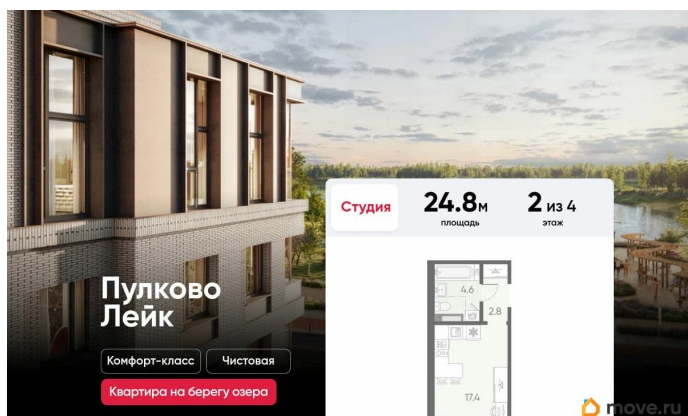 Студия
24.8м
площадь
2 из 4
этаж
4.6
2.8
Пулково
Лейк
Комфорт-класс
Чистовая
17.4
Квартира на берегу озера
move.ru